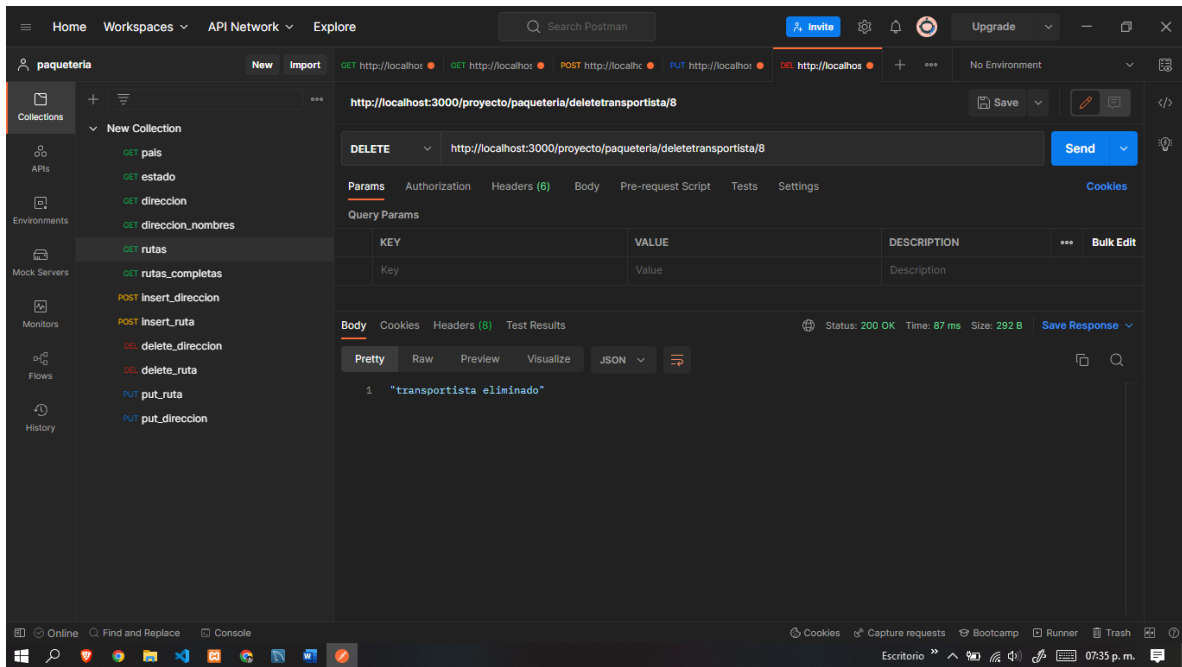 Home Workspaces API Network Explore Search Postman Invite Upgrade
paqueteria New Import GET http://localhos GET http://localhos POST http://localhc PUT http://localhos DEL http://localhos No Environment
Collections
APIs
Environments
Mock Servers
Monitors
Flows
History
New Collection
GET pais
GET estado
GET direccion
GET direccion_nombres
GET rutas
GET rutas_completas
POST insert_direccion
POST insert_ruta
DEL delete_direccion
DEL delete_ruta
PUT put_ruta
PUT put_direccion
http://localhost:3000/proyecto/paqueteria/deletetransportista/8 Save
DELETE http://localhost:3000/proyecto/paqueteria/deletetransportista/8 Send
Params Authorization Headers (6) Body Pre-request Script Tests Settings Cookies
Query Params
KEY VALUE DESCRIPTION Bulk Edit
Key Value Description
Body Cookies Headers (8) Test Results Status: 200 OK Time: 87 ms Size: 292 B Save Response
Pretty Raw Preview Visualize JSON
1 "transportista eliminado"
Online Find and Replace Console Cookies Capture requests Bootcamp Runner Trash
Escritorio 07:35 p. m.